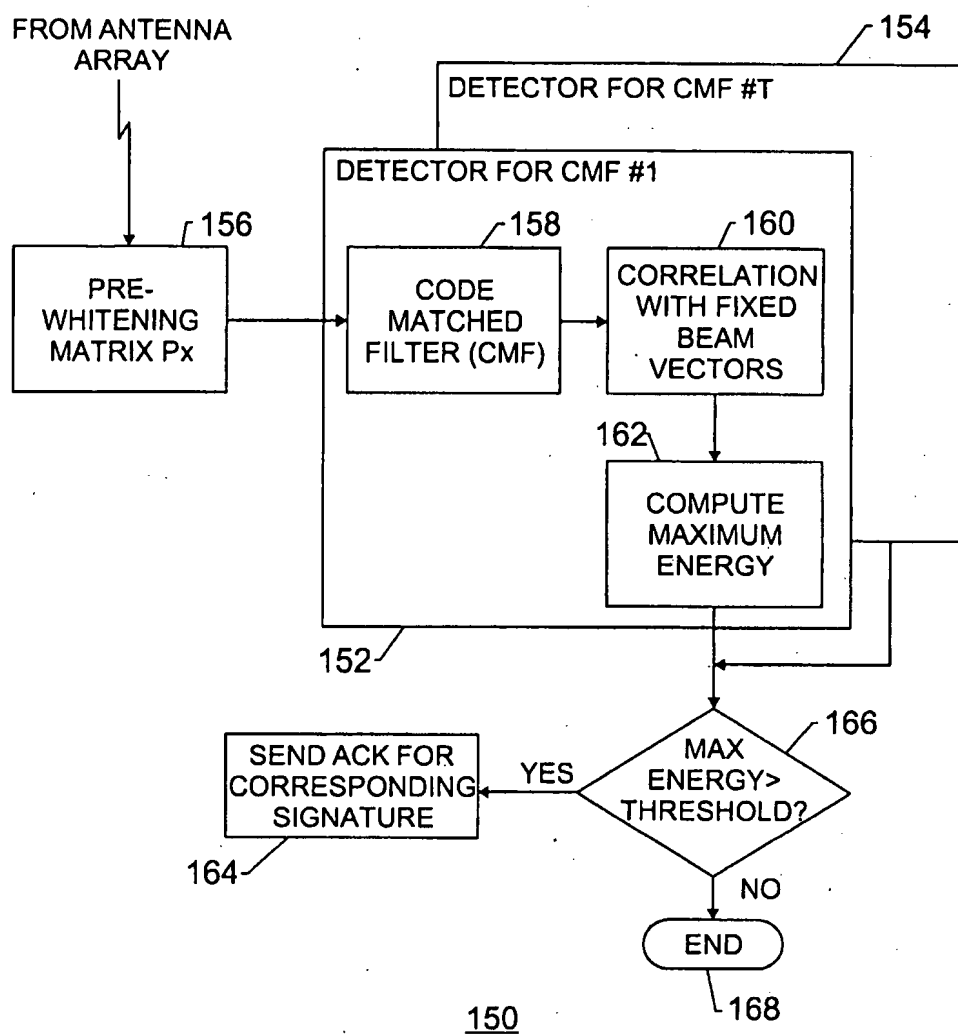 FROM ANTENNA
ARRAY
154
DETECTOR FOR CMF #T
DETECTOR FOR CMF #1
156
PRE-
WHITENING
MATRIX Px
158
CODE
MATCHED
FILTER (CMF)
160
CORRELATION
WITH FIXED
BEAM
VECTORS
162
COMPUTE
MAXIMUM
ENERGY
152
166
MAX
ENERGY>
THRESHOLD?
YES
SEND ACK FOR
CORRESPONDING
SIGNATURE
164
NO
END
168
150